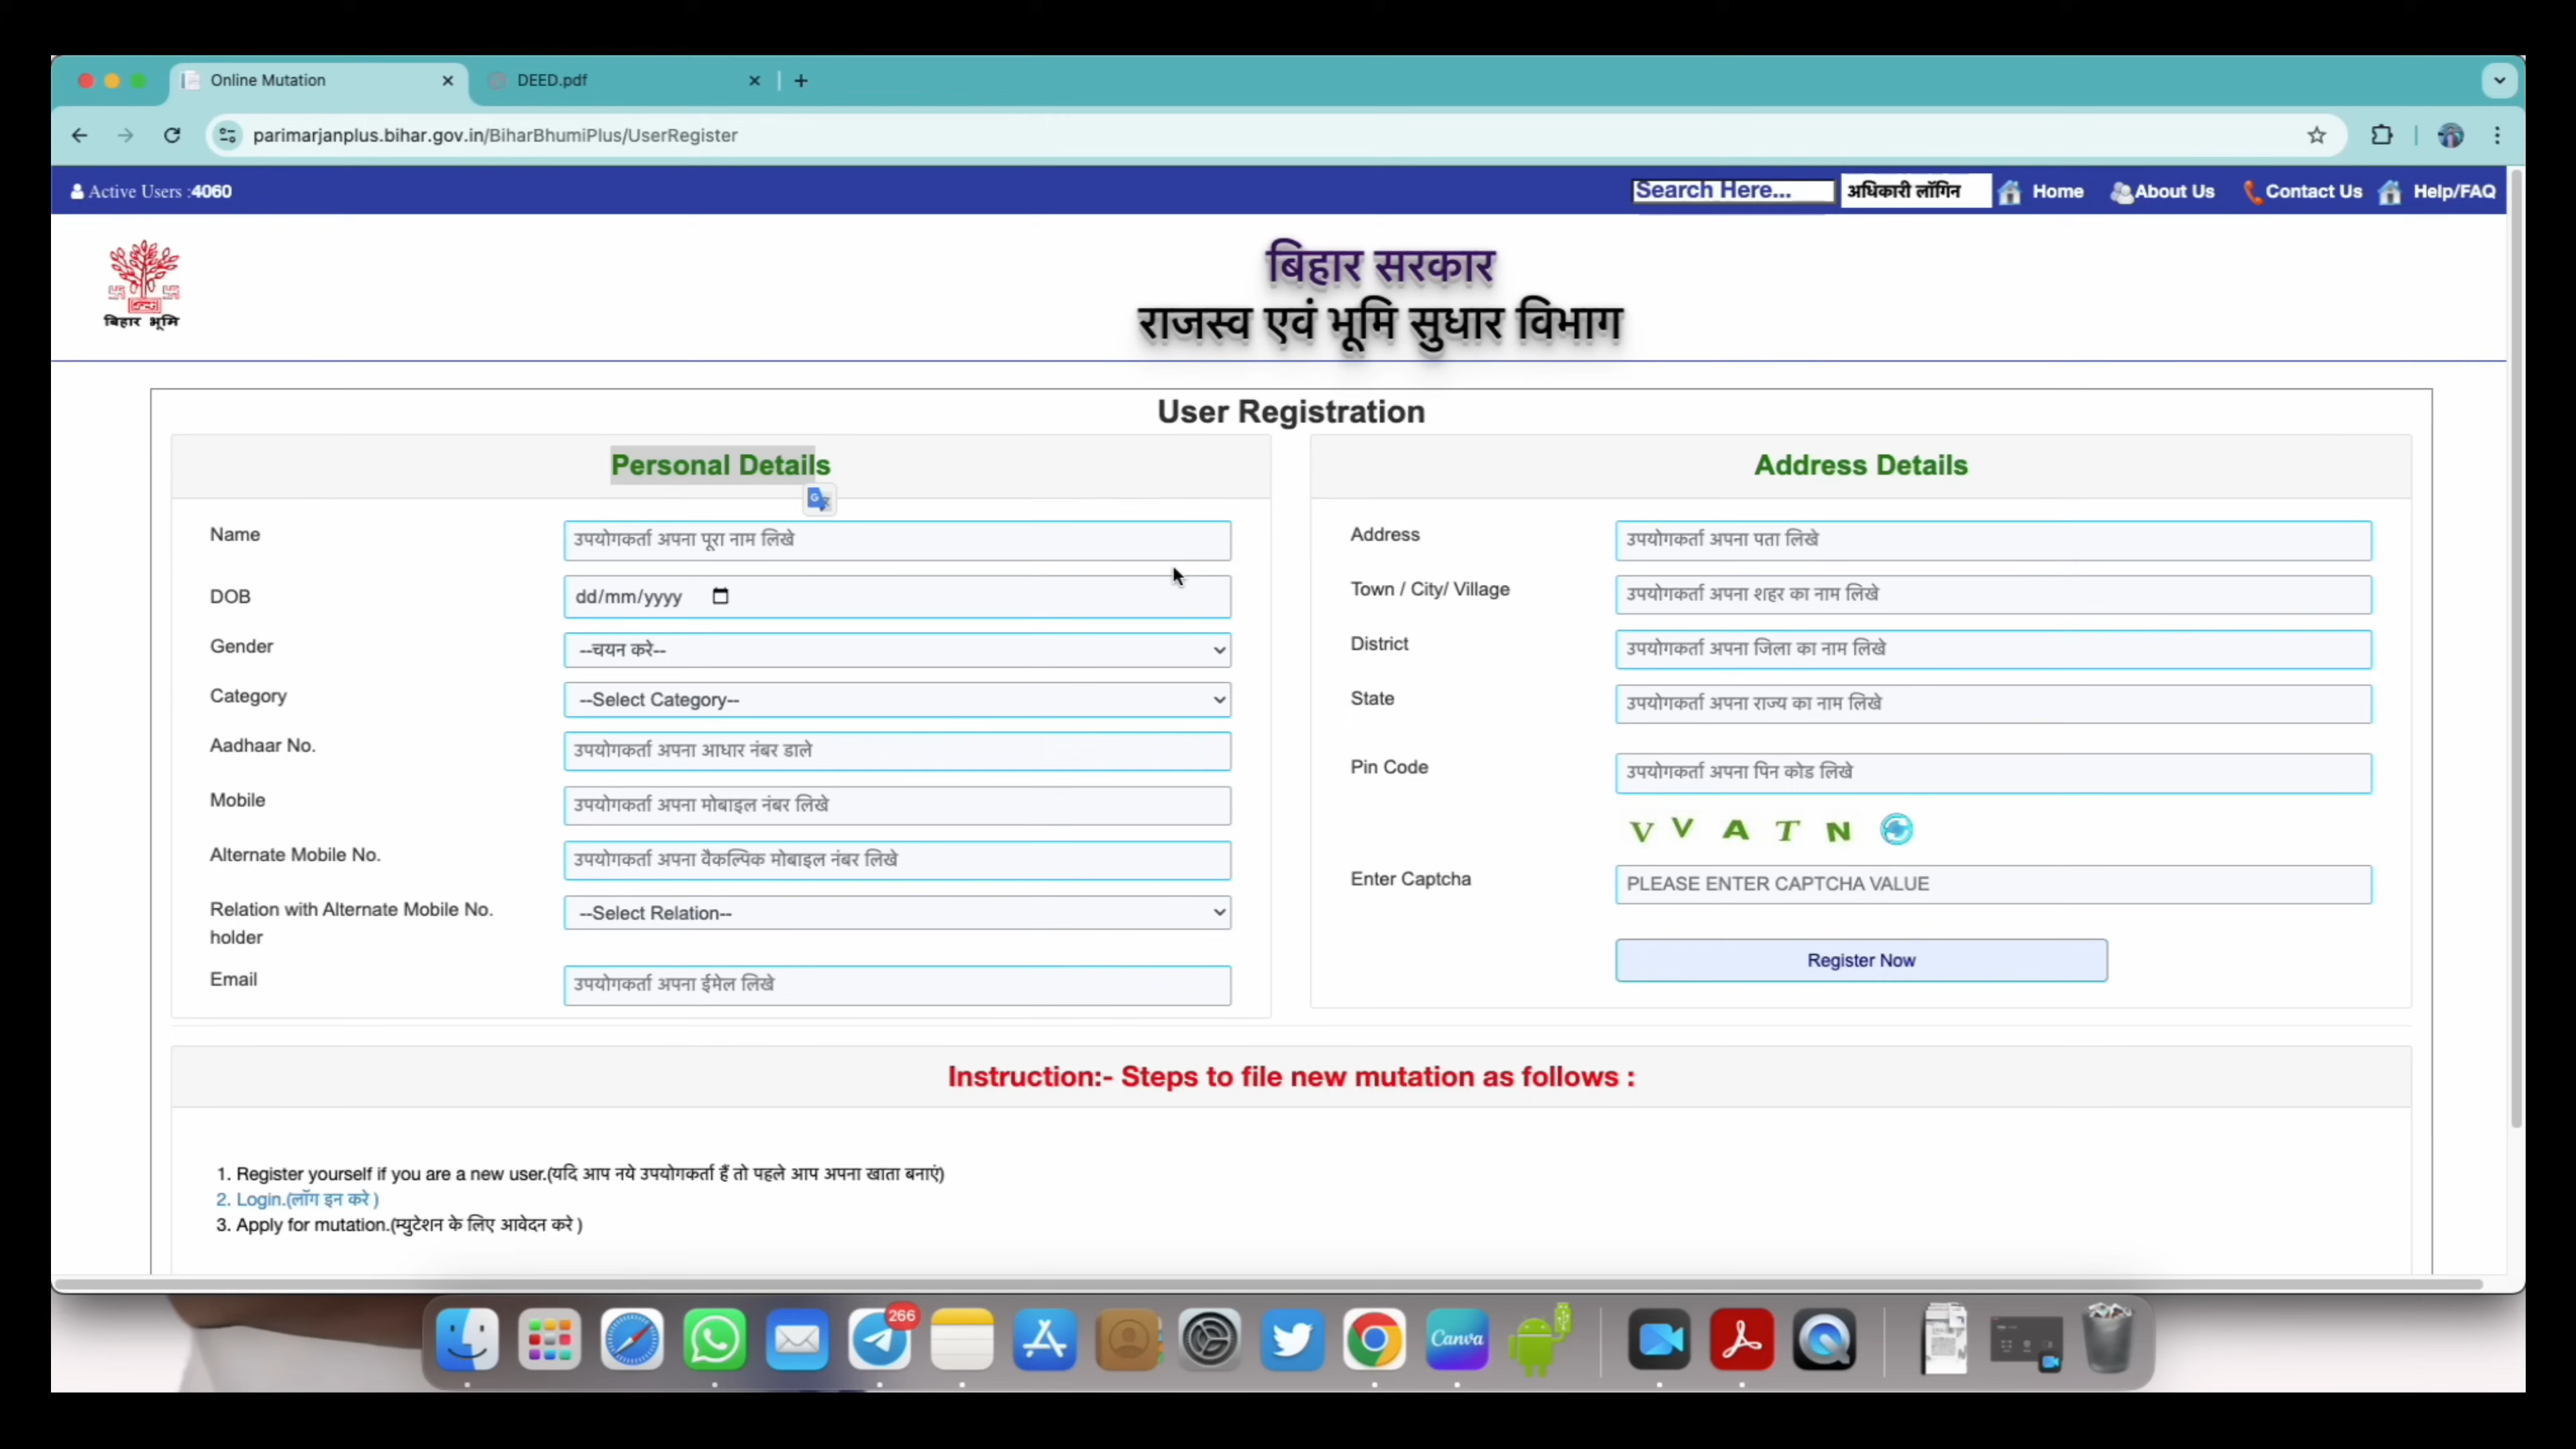 Online Mutation
DEED.pdf
parimarjanplus.bihar.gov.in/BiharBhumiPlus/UserRegister
Active Users :4060
Search Here...
अधिकारी लॉगिन
Home
About Us
Contact Us
Help/FAQ
बिहार भूमि
बिहार सरकार
राजस्व एवं भूमि सुधार विभाग
User Registration
Personal Details
Name
उपयोगकर्ता अपना पूरा नाम लिखे
DOB
dd/mm/yyyy
Gender
--चयन करे--
Category
--Select Category--
Aadhaar No.
उपयोगकर्ता अपना आधार नंबर डाले
Mobile
उपयोगकर्ता अपना मोबाइल नंबर लिखे
Alternate Mobile No.
उपयोगकर्ता अपना वैकल्पिक मोबाइल नंबर लिखे
Relation with Alternate Mobile No.
holder
--Select Relation--
Email
उपयोगकर्ता अपना ईमेल लिखे
Address Details
Address
उपयोगकर्ता अपना पता लिखे
Town / City/ Village
उपयोगकर्ता अपना शहर का नाम लिखे
District
उपयोगकर्ता अपना जिला का नाम लिखे
State
उपयोगकर्ता अपना राज्य का नाम लिखे
Pin Code
उपयोगकर्ता अपना पिन कोड लिखे
V V A T N
Enter Captcha
PLEASE ENTER CAPTCHA VALUE
Register Now
Instruction:- Steps to file new mutation as follows :
1. Register yourself if you are a new user.(यदि आप नये उपयोगकर्ता हैं तो पहले आप अपना खाता बनाएं)
2. Login.(लॉग इन करे )
3. Apply for mutation.(म्युटेशन के लिए आवेदन करे )
266
Canva